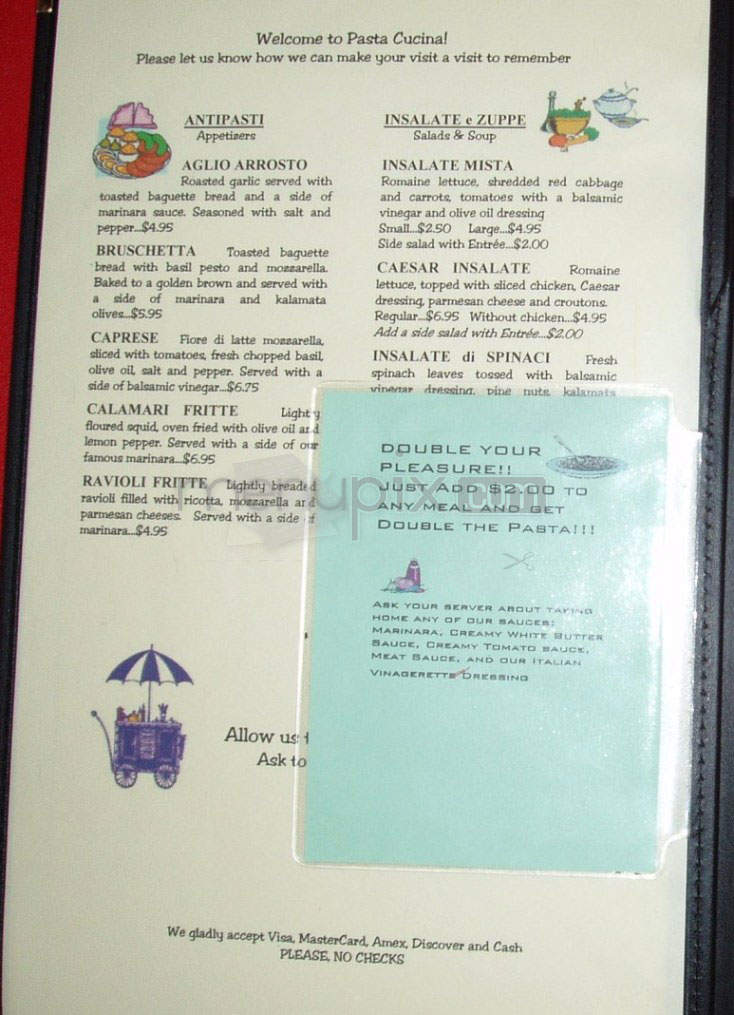 Welcome to Pasta Cucina!
Please let us know how we can make your visit a visit to remember
ANTIPASTI
Appetizers
AGLIO ARROSTO
Roasted garlic served with
toasted baguette bread and a side of
marinara sauce. Seasoned with salt and
pepper...$4.95
BRUSCHETTA Toasted baguette
bread with basil pesto and mozzarella.
Baked to a golden brown and served with
a side of marinara and kalamata
olives...$5.95
CAPRESE Fiore di latte mozzarella,
sliced with tomatoes, fresh chopped basil,
olive oil, salt and pepper. Served with a
side of balsamic vinegar...$6.75
CALAMARI FRITTE Lightly
floured squid, oven fried with olive oil and
lemon pepper. Served with a side of our
famous marinara...$6.95
RAVIOLI FRITTE Lightly breaded
ravioli filled with ricotta, mozzarella and
parmesan cheeses. Served with a side of
marinara...$4.95
INSALATE e ZUPPE
Salads & Soup
INSALATE MISTA
Romaine lettuce, shredded red cabbage
and carrots, tomatoes with a balsamic
vinegar and olive oil dressing
Small...$2.50 Large...$4.95
Side salad with Entrée...$2.00
CAESAR INSALATE Romaine
lettuce, topped with sliced chicken, Caesar
dressing, parmesan cheese and croutons.
Regular...$6.95 Without chicken...$4.95
Add a side salad with Entrée...$2.00
INSALATE di SPINACI Fresh
spinach leaves tossed with balsamic
vinegar dressing, pine nuts, kalamata
DOUBLE YOUR
PLEASURE!!
JUST ADD $2.00 TO
ANY MEAL AND GET
DOUBLE THE PASTA!!!
ASK YOUR SERVER ABOUT TAKING
HOME ANY OF OUR SAUCES:
MARINARA, CREAMY WHITE BUTTER
SAUCE, CREAMY TOMATO SAUCE,
MEAT SAUCE, AND OUR ITALIAN
VINAGERETTE DRESSING
Allow us
Ask to
We gladly accept Visa, MasterCard, Amex, Discover and Cash
PLEASE, NO CHECKS
menupix.com